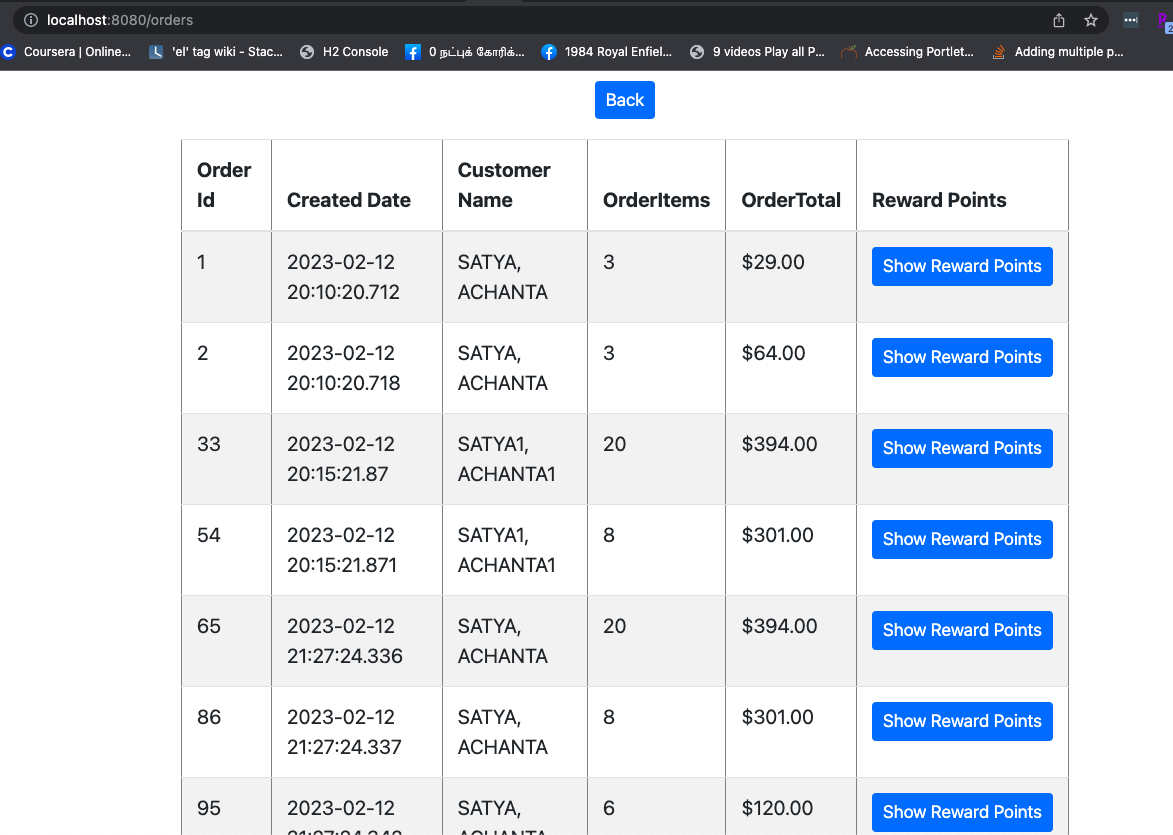 localhost:8080/orders
Coursera | Online... 'el' tag wiki - Stac... H2 Console 0 நட்புக் கோரிக்... 1984 Royal Enfiel... 9 videos Play all P... Accessing Portlet... Adding multiple p...
Back
Order Id Created Date Customer Name OrderItems OrderTotal Reward Points
1 2023-02-12 20:10:20.712 SATYA, ACHANTA 3 $29.00 Show Reward Points
2 2023-02-12 20:10:20.718 SATYA, ACHANTA 3 $64.00 Show Reward Points
33 2023-02-12 20:15:21.87 SATYA1, ACHANTA1 20 $394.00 Show Reward Points
54 2023-02-12 20:15:21.871 SATYA1, ACHANTA1 8 $301.00 Show Reward Points
65 2023-02-12 21:27:24.336 SATYA, ACHANTA 20 $394.00 Show Reward Points
86 2023-02-12 21:27:24.337 SATYA, ACHANTA 8 $301.00 Show Reward Points
95 2023-02-12 SATYA, 6 $120.00 Show Reward Points